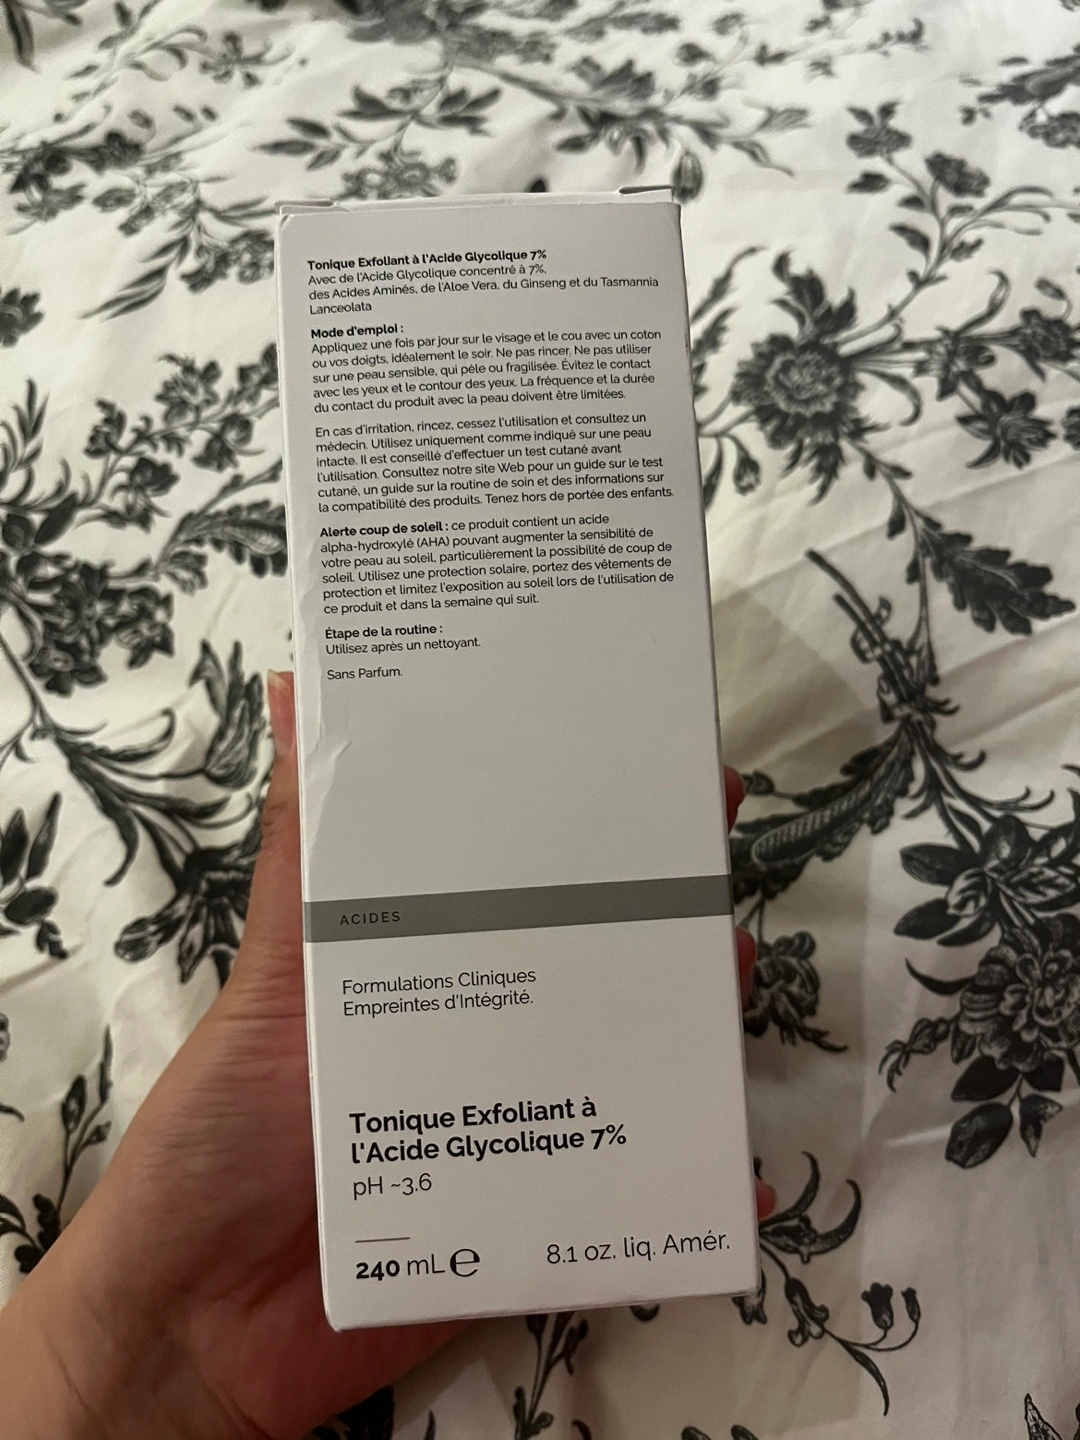 Tonique Exfoliant à l'Acide Glycolique 7%
Avec de l'Acide Glycolique concentré à 7%,
des Acides Aminés, de l'Aloe Vera, du Ginseng et du Tasmannia
Lanceolata
Mode d'emploi :
Appliquez une fois par jour sur le visage et le cou avec un coton
ou vos doigts, idéalement le soir. Ne pas rincer. Ne pas utiliser
sur une peau sensible, qui pèle ou fragilisée. Évitez le contact
avec les yeux et le contour des yeux. La fréquence et la durée
du contact du produit avec la peau doivent être limitées.
En cas d'irritation, rincez, cessez l'utilisation et consultez un
médecin. Utilisez uniquement comme indiqué sur une peau
intacte. Il est conseillé d'effectuer un test cutané avant
l'utilisation. Consultez notre site Web pour un guide sur le test
cutané, un guide sur la routine de soin et des informations sur
la compatibilité des produits. Tenez hors de portée des enfants.
Alerte coup de soleil : ce produit contient un acide
alpha-hydroxylé (AHA) pouvant augmenter la sensibilité de
votre peau au soleil, particulièrement la possibilité de coup de
soleil. Utilisez une protection solaire, portez des vêtements de
protection et limitez l'exposition au soleil lors de l'utilisation de
ce produit et dans la semaine qui suit.
Étape de la routine :
Utilisez après un nettoyant.
Sans Parfum.
ACIDES
Formulations Cliniques
Empreintes d'Intégrité.
Tonique Exfoliant à
l'Acide Glycolique 7%
pH ~3.6
240 mL ℮ 8.1 oz. liq. Amér.